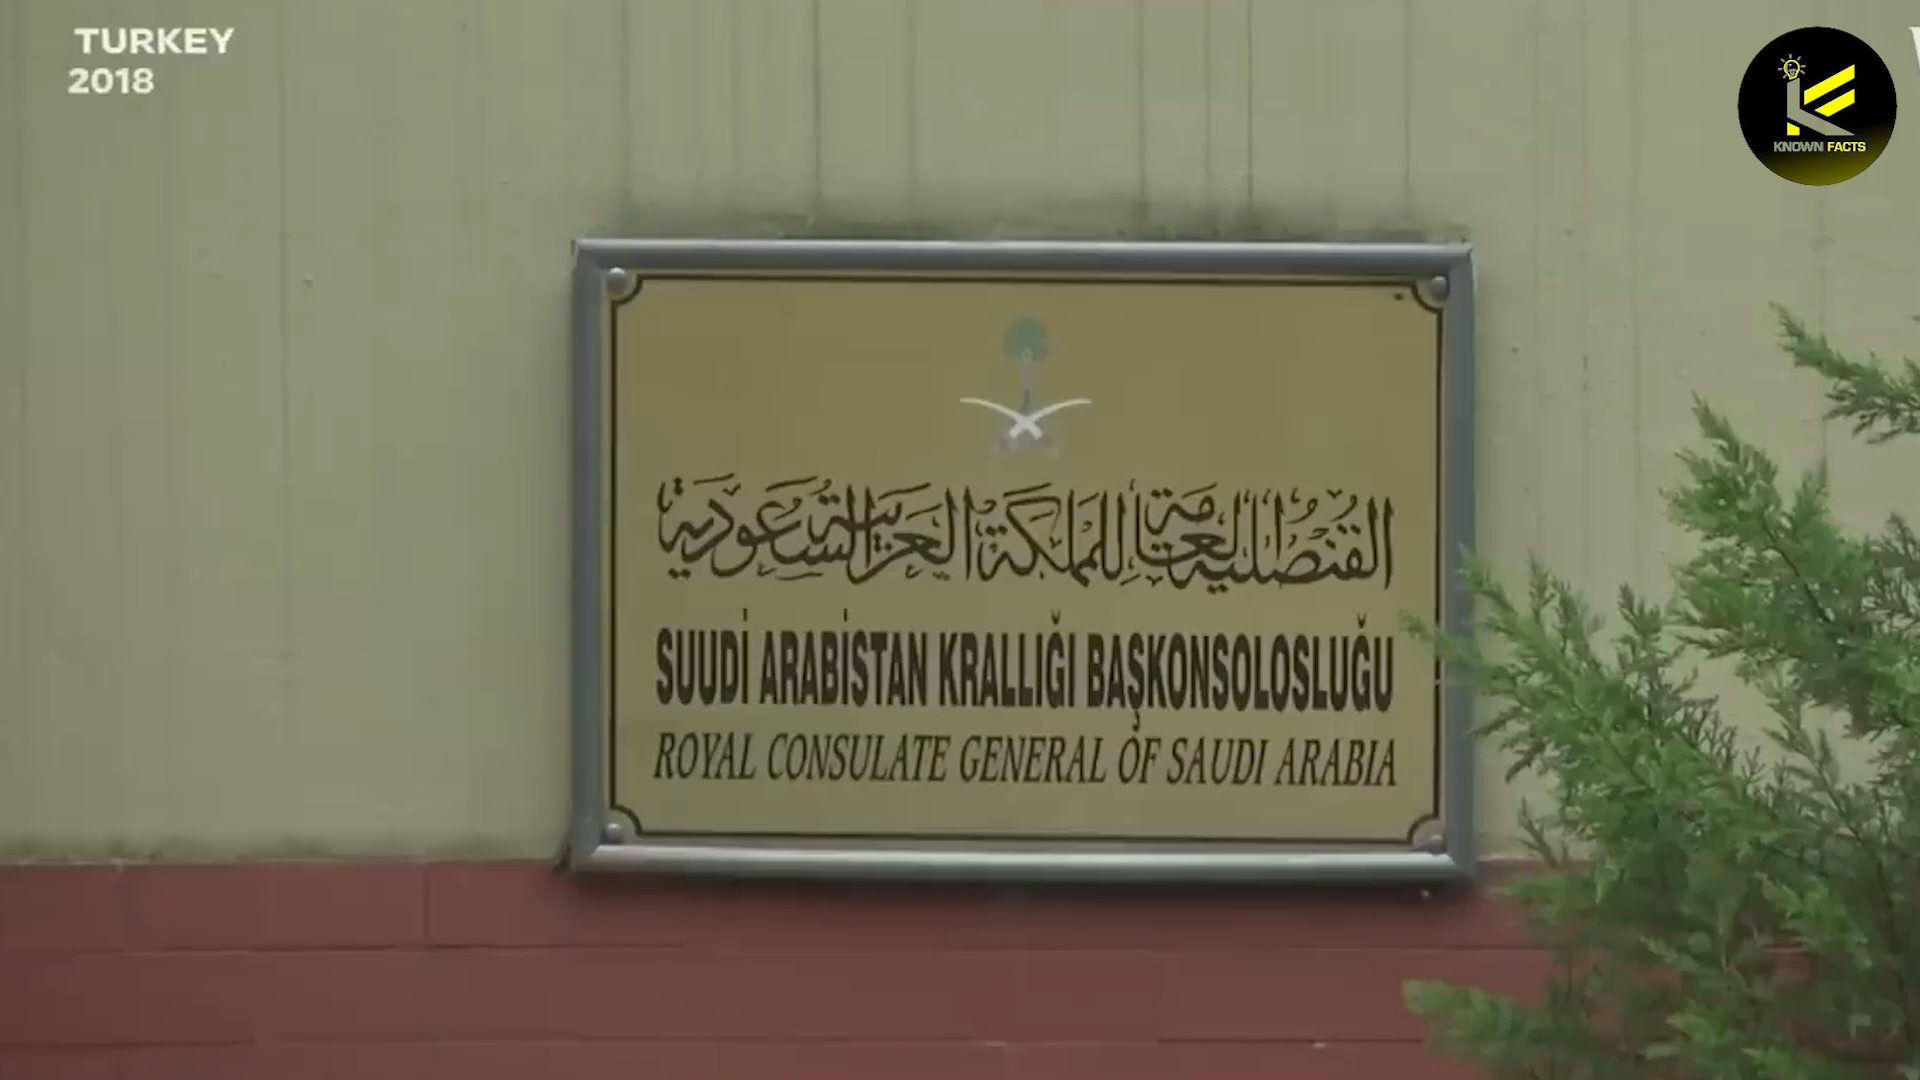 TURKEY
2018
KNOWN FACTS
القنصلية العامة للمملكة العربية السعودية
SUUDİ ARABİSTAN KRALLIĞI BAŞKONSOLOSLUĞU
ROYAL CONSULATE GENERAL OF SAUDI ARABIA